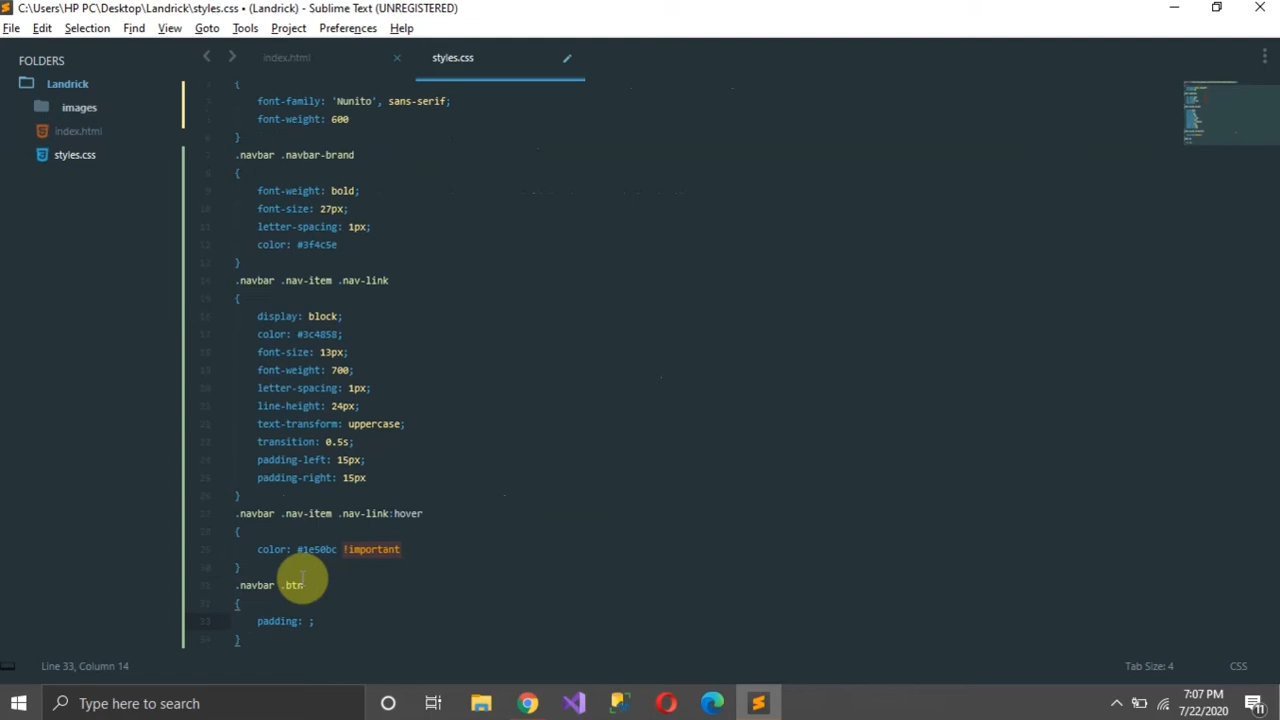 C:\Users\HP PC\Desktop\Landrick\styles.css • (Landrick) - Sublime Text (UNREGISTERED)
File Edit Selection Find View Goto Tools Project Preferences Help
FOLDERS
Landrick
images
index.html
styles.css
index.html
styles.css
{
font-family: 'Nunito', sans-serif;
font-weight: 600
}
.navbar .navbar-brand
{
font-weight: bold;
font-size: 27px;
letter-spacing: 1px;
color: #3f4c5e
}
.navbar .nav-item .nav-link
{
display: block;
color: #3c4858;
font-size: 13px;
font-weight: 700;
letter-spacing: 1px;
line-height: 24px;
text-transform: uppercase;
transition: 0.5s;
padding-left: 15px;
padding-right: 15px
}
.navbar .nav-item .nav-link:hover
{
color: #1e50bc !important
}
.navbar .btn
{
padding: ;
}
Line 33, Column 14
Tab Size: 4
CSS
Type here to search
7:07 PM
7/22/2020
11